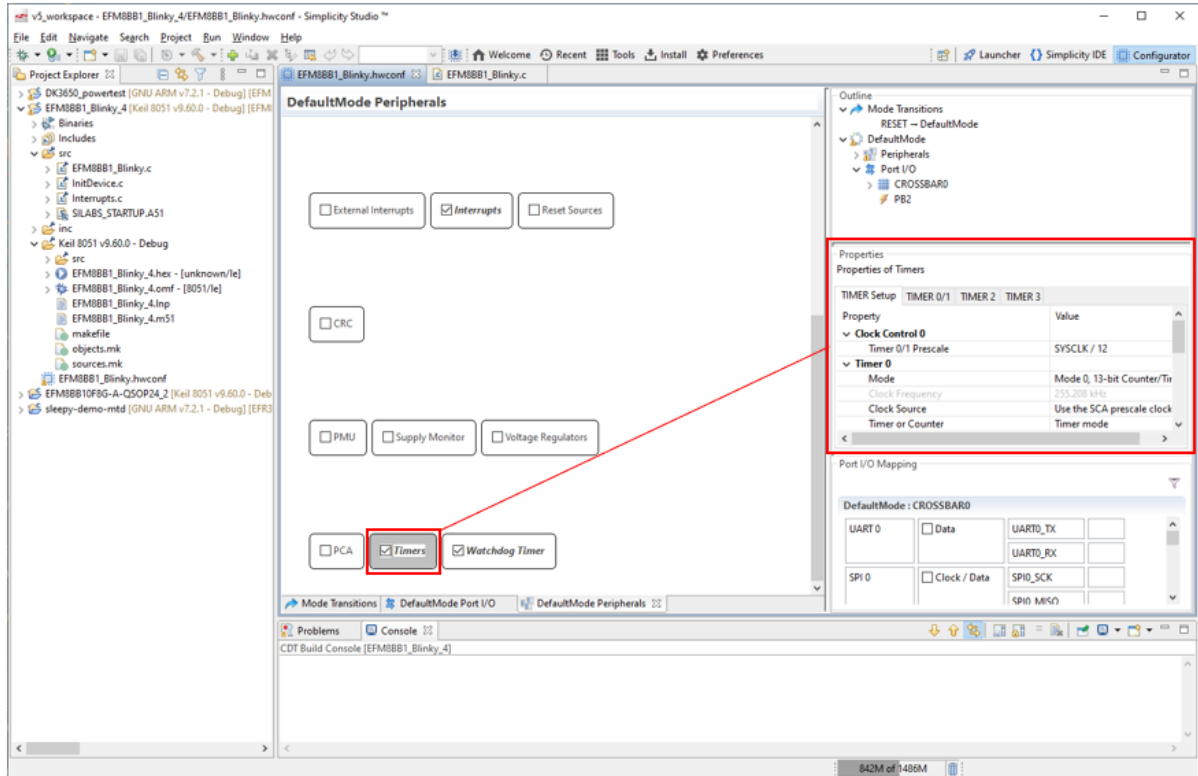 v5_workspace - EFM8BB1_Blinky_4/EFM8BB1_Blinky.hwconf - Simplicity Studio ™
File Edit Navigate Search Project Run Window Help
Welcome Recent Tools Install Preferences
Launcher {} Simplicity IDE Configurator
Project Explorer
DK3650_powertest [GNU ARM v7.2.1 - Debug] [EFM
EFM8BB1_Blinky_4 [Keil 8051 v9.60.0 - Debug] [EFM8
Binaries
Includes
src
EFM8BB1_Blinky.c
InitDevice.c
Interrupts.c
SILABS_STARTUP.A51
inc
Keil 8051 v9.60.0 - Debug
src
EFM8BB1_Blinky_4.hex - [unknown/le]
EFM8BB1_Blinky_4.omf - [8051/le]
EFM8BB1_Blinky_4.lnp
EFM8BB1_Blinky_4.m51
makefile
objects.mk
sources.mk
EFM8BB1_Blinky.hwconf
EFM8BB10F8G-A-QSOP24_2 [Keil 8051 v9.60.0 - Deb
sleepy-demo-mtd [GNU ARM v7.2.1 - Debug] [EFR3
EFM8BB1_Blinky.hwconf
EFM8BB1_Blinky.c
DefaultMode Peripherals
External Interrupts
Interrupts
Reset Sources
CRC
PMU
Supply Monitor
Voltage Regulators
PCA
Timers
Watchdog Timer
Mode Transitions
DefaultMode Port I/O
DefaultMode Peripherals
Outline
Mode Transitions
RESET → DefaultMode
DefaultMode
Peripherals
Port I/O
CROSSBAR0
PB2
Properties
Properties of Timers
TIMER Setup TIMER 0/1 TIMER 2 TIMER 3
Property Value
Clock Control 0
Timer 0/1 Prescale SYSCLK / 12
Timer 0
Mode Mode 0, 13-bit Counter/Tir
Clock Frequency 255.208 kHz
Clock Source Use the SCA prescale clock
Timer or Counter Timer mode
Port I/O Mapping
DefaultMode : CROSSBAR0
UART 0 Data UART0_TX
UART0_RX
SPI 0 Clock / Data SPI0_SCK
SPI0_MISO
Problems Console
CDT Build Console [EFM8BB1_Blinky_4]
842M of 1486M